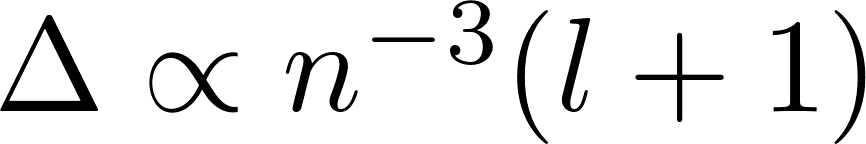 Δ ∝ n⁻³(l + 1)